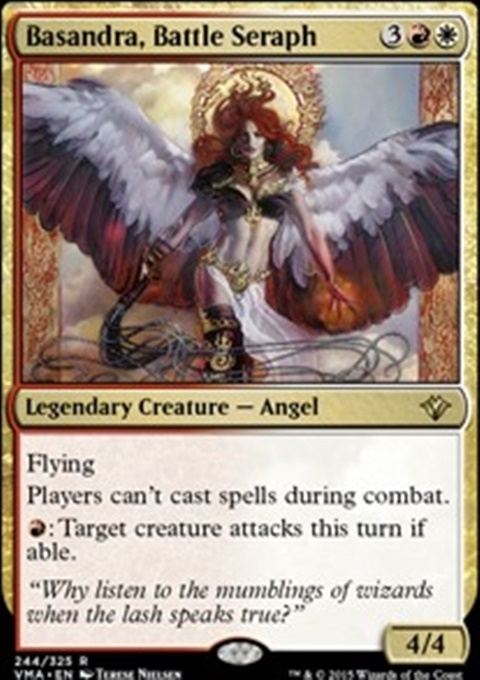 Basandra, Battle Seraph 3
Legendary Creature — Angel
Flying
Players can't cast spells during combat.
: Target creature attacks this turn if
able.
“Why listen to the mumblings of wizards
when the lash speaks true?”
4/4
244/325 R
VMA • EN Terese Nielsen
™ & © 2015 Wizards of the Coast